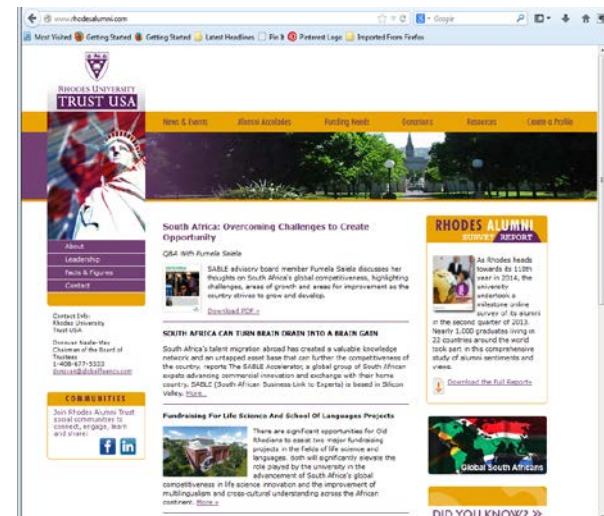 www.rhodesalumni.com
Google
Most Visited Getting Started Getting Started Latest Headlines Pin It Pinterest Logo Imported From Firefox
RHODES UNIVERSITY
TRUST USA
News & Events Alumni Accolades Funding Needs Donations Resources Create a Profile
About
Leadership
Facts & Figures
Contact
Contact Info:
Rhodes University
Trust USA
Chairman of the Board of
Trustees
1-408-677-5333
COMMUNITIES
Join Rhodes Alumni Trust
social communities to
connect, engage, learn
and share:
f in
South Africa: Overcoming Challenges to Create
Opportunity
Q&A With Fumela Salela
SABLE advisory board member Fumela Salela discusses her
thoughts on South Africa's global competitiveness, highlighting
challenges, areas of growth and areas for improvement as the
country strives to grow and develop.
Download PDF »
SOUTH AFRICA CAN TURN BRAIN DRAIN INTO A BRAIN GAIN
South Africa's talent migration abroad has created a valuable knowledge
network and an untapped asset base that can further the competitiveness of
the country, reports The SABLE Accelerator, a global group of South African
expats advancing commercial innovation and exchange with their home
country. SABLE (South African Business Link to Experts) is based in Silicon
Valley. More...
Fundraising For Life Science And School Of Languages Projects
There are significant opportunities for Old
Rhodians to assist two major fundraising
projects in the fields of life science and
languages. Both will significantly elevate the
role played by the university in the
advancement of South Africa's global
competitiveness in life science innovation and the improvement of
multilingualism and cross-cultural understanding across the African
continent. More »
RHODES ALUMNI
SURVEY REPORT
As Rhodes heads
towards its 110th
year in 2014, the
university
undertook a
milestone online
survey of its alumni
in the second quarter of 2013.
Nearly 1,000 graduates living in
22 countries around the world
took part in this comprehensive
study of alumni sentiments and
views.
Download the Full Report»
Global South Africans
DID YOU KNOW? »